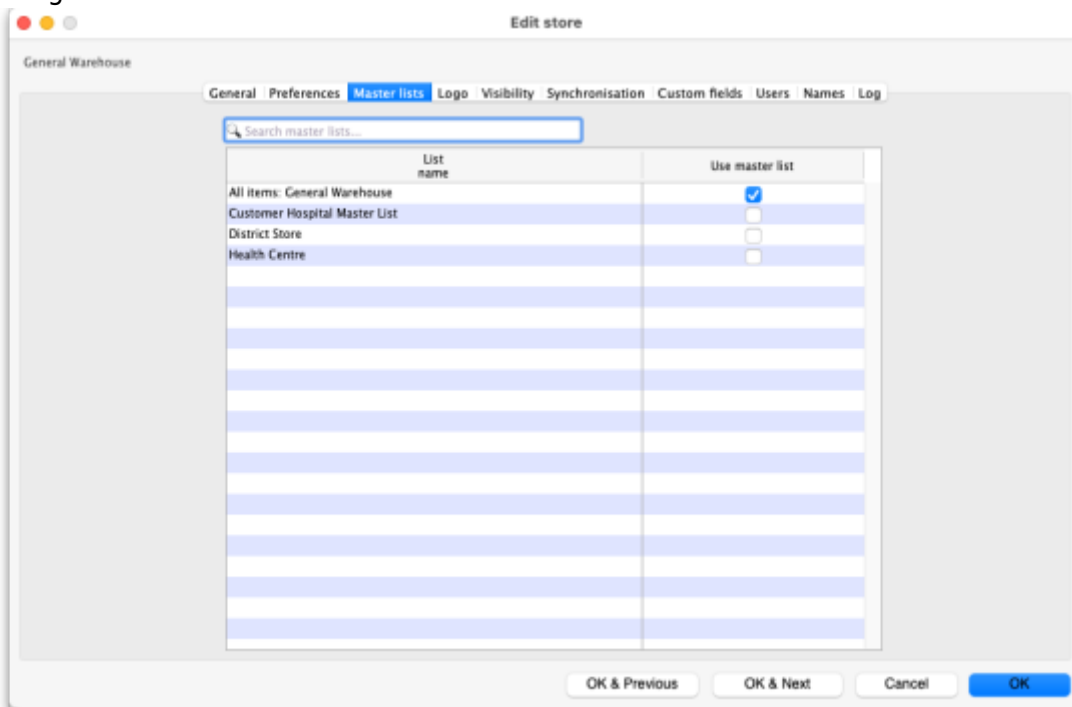 Edit store
General Warehouse
General Preferences Master lists Logo Visibility Synchronisation Custom fields Users Names Log
Search master lists...
List
name
Use master list
All items: General Warehouse
Customer Hospital Master List
District Store
Health Centre
OK & Previous OK & Next Cancel OK